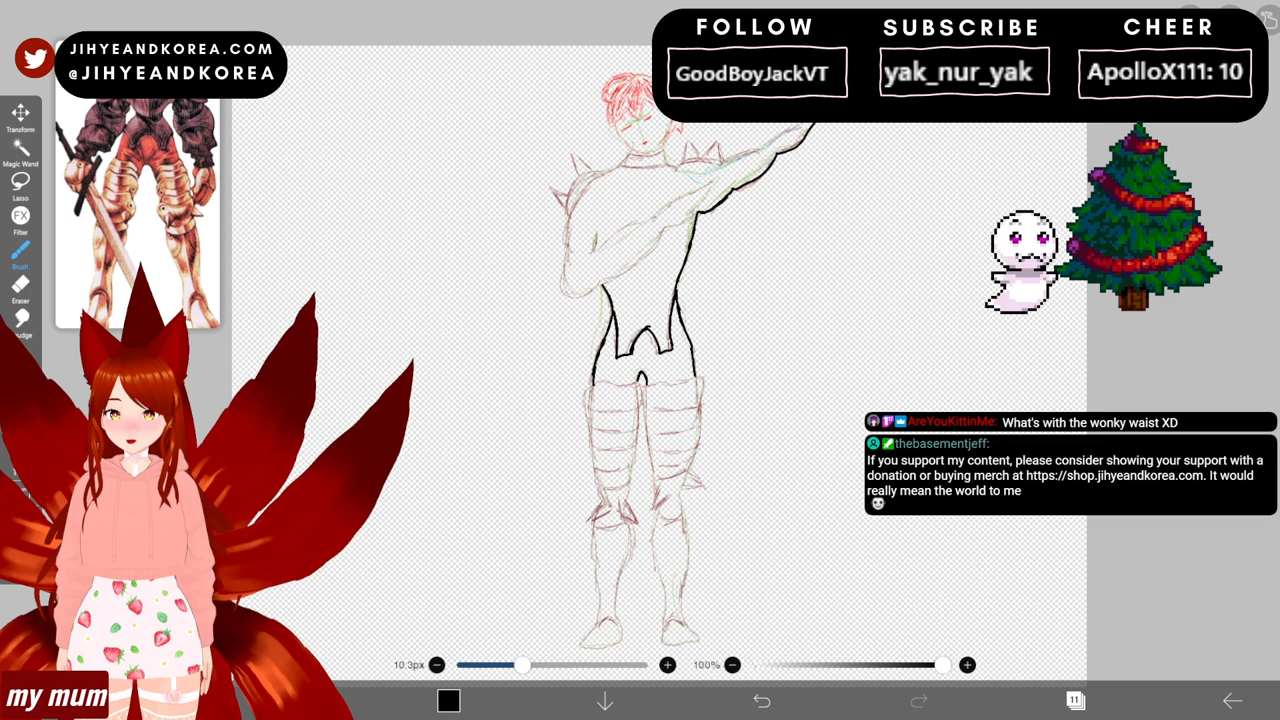 JIHYEANDKOREA.COM
@JIHYEANDKOREA
FOLLOW
GoodBoyJackVT
SUBSCRIBE
yak_nur_yak
CHEER
ApolloX111: 10
Transform
Magic Wand
Lasso
FX
Filter
Brush
Eraser
udge
AreYouKittinMe: What's with the wonky waist XD
thebasementjeff:
If you support my content, please consider showing your support with a
donation or buying merch at https://shop.jihyeandkorea.com. It would
really mean the world to me
10.3px
100%
11
my mum